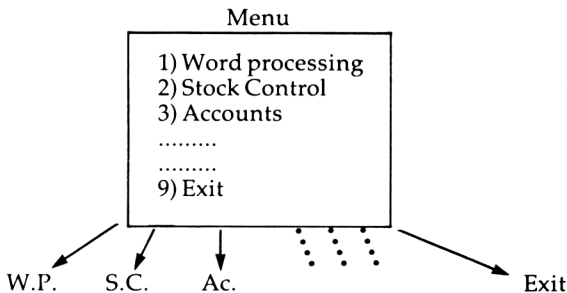 Menu
1) Word processing
2) Stock Control
3) Accounts
.........
.........
9) Exit
W.P. S.C. Ac. Exit